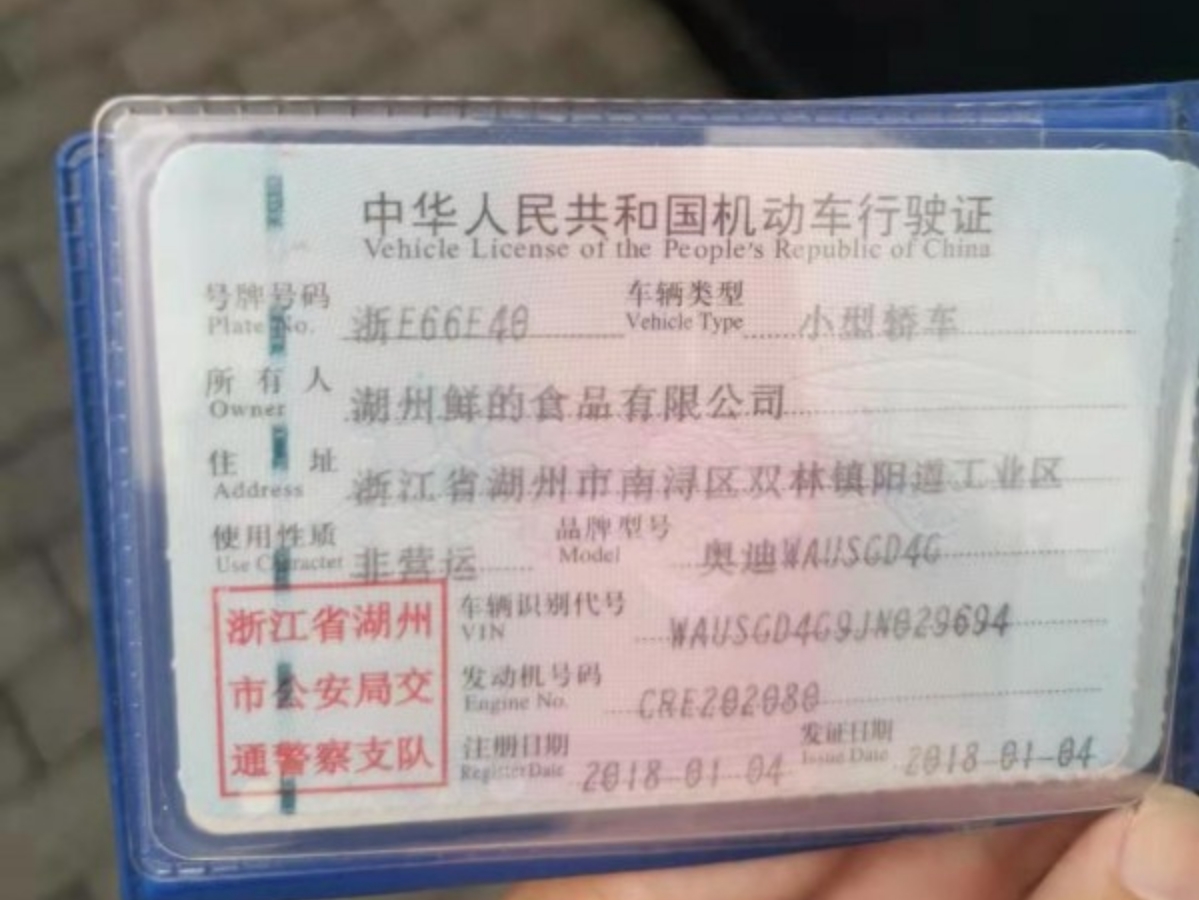 中华人民共和国机动车行驶证
Vehicle License of the People's Republic of China
号牌号码 浙E66E40 车辆类型 小型轿车
Plate No. Vehicle Type
所有人 湖州鲜的食品有限公司
Owner
住址 浙江省湖州市南浔区双林镇阳道工业区
Address
使用性质 非营运 品牌型号 奥迪WAUSGD4G
Use Character Model
浙江省湖州
市公安局交
通警察支队
车辆识别代号 WAUSGD4G9JN029694
VIN
发动机号码 CRE202080
Engine No.
注册日期 2018-01-04 发证日期 2018-01-04
Register Date Issue Date